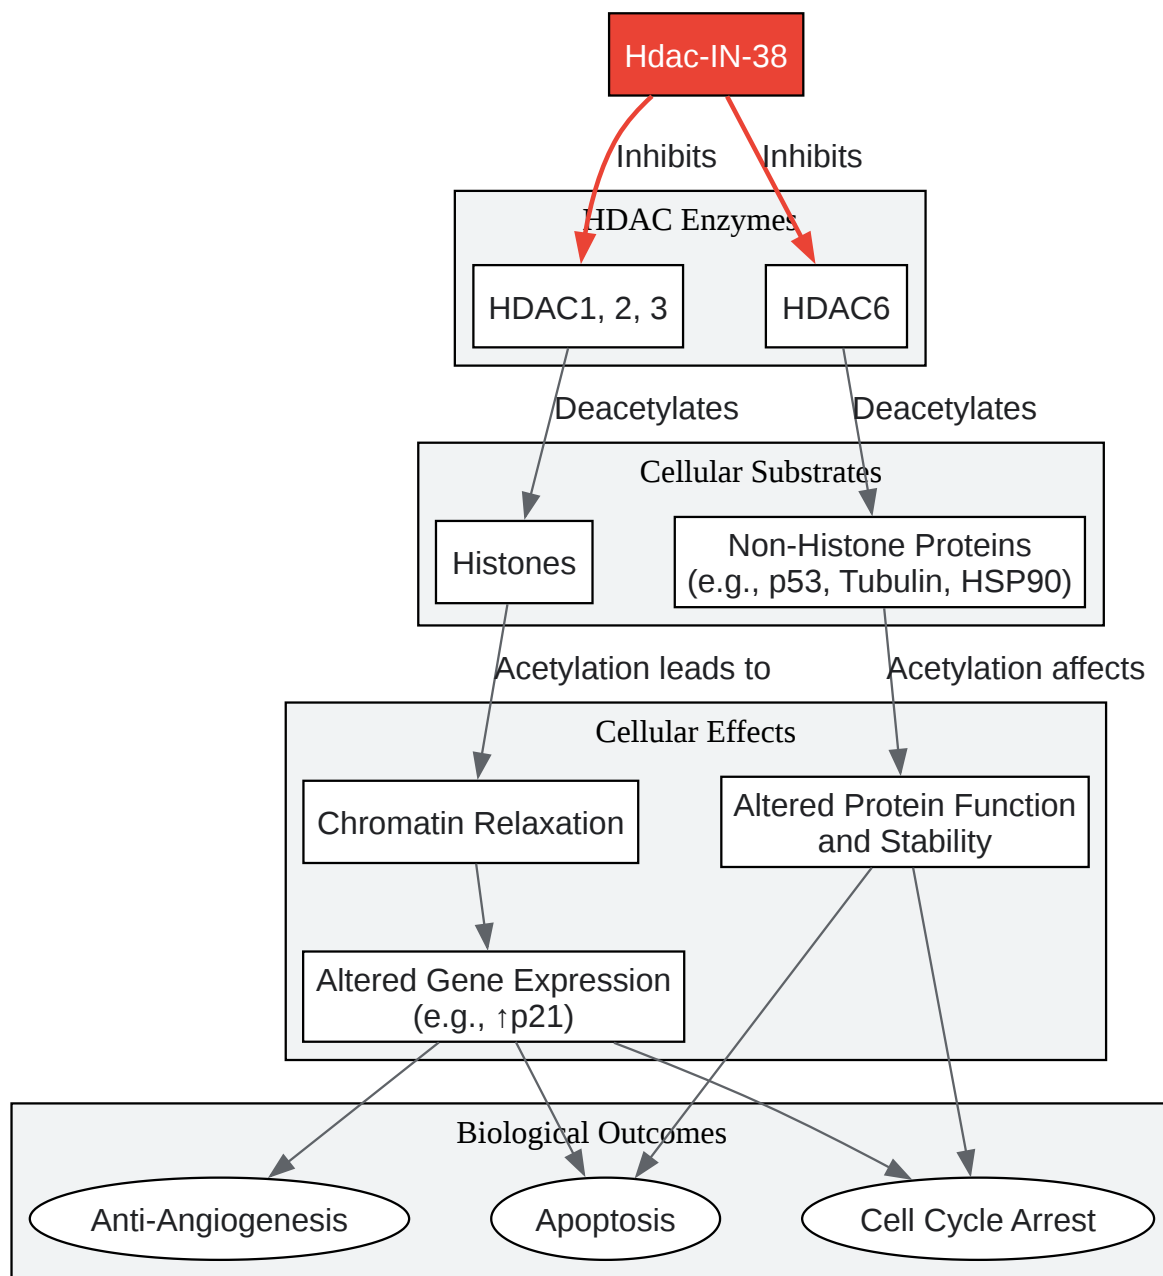 Hdac-IN-38
Inhibits
Inhibits
HDAC Enzymes
HDAC1, 2, 3
HDAC6
Deacetylates
Deacetylates
Cellular Substrates
Histones
Non-Histone Proteins
(e.g., p53, Tubulin, HSP90)
Acetylation leads to
Acetylation affects
Cellular Effects
Chromatin Relaxation
Altered Protein Function
and Stability
Altered Gene Expression
(e.g., ↑p21)
Biological Outcomes
Anti-Angiogenesis
Apoptosis
Cell Cycle Arrest